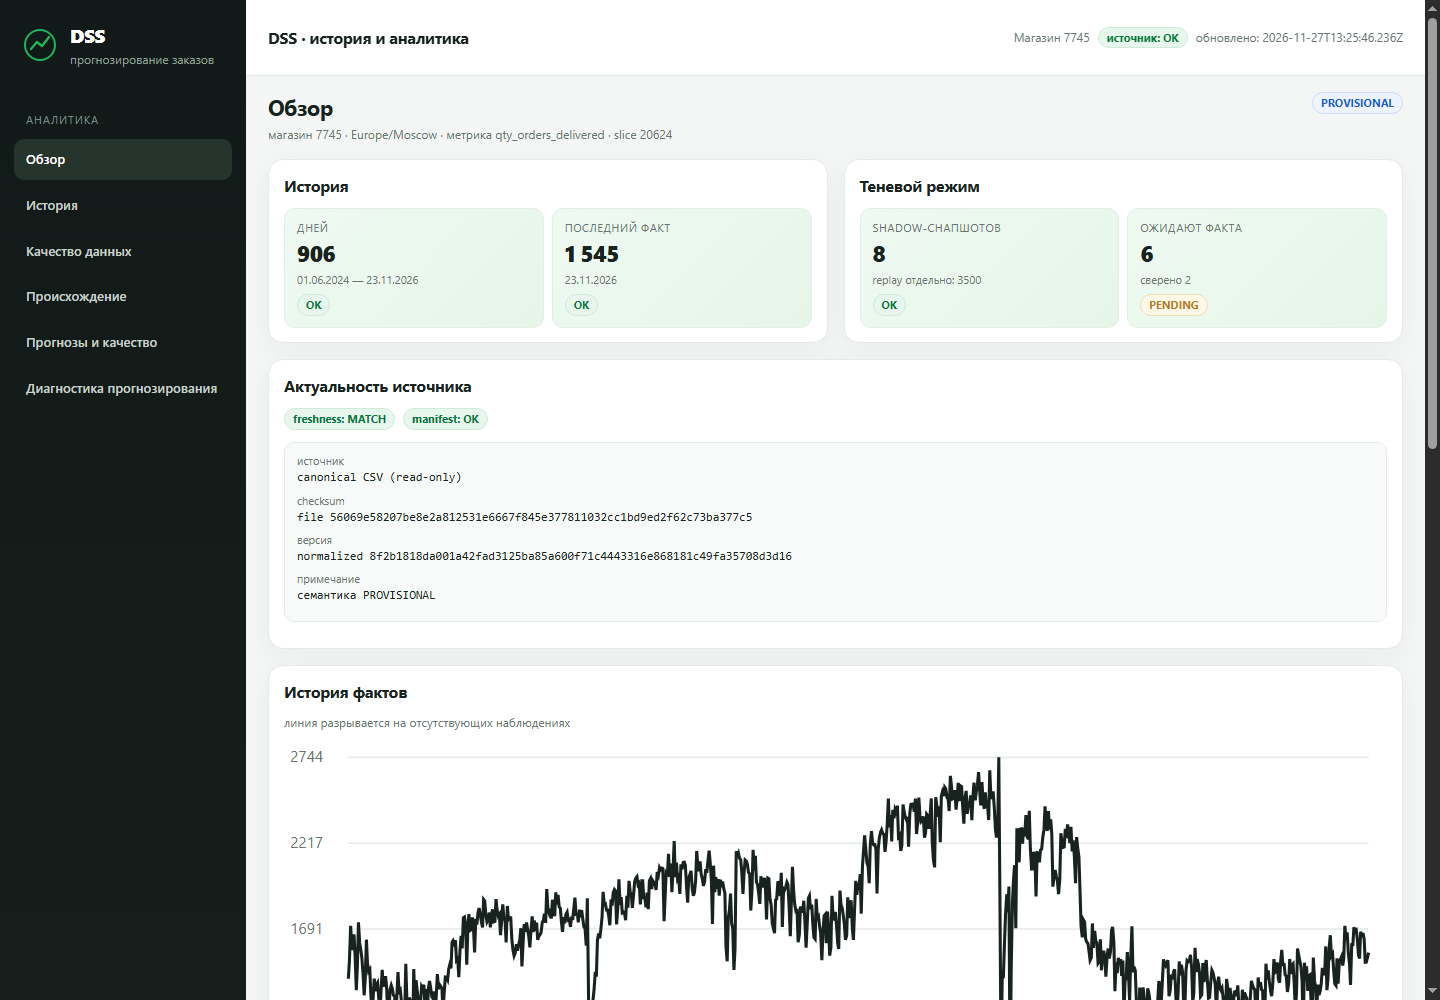 DSS
прогнозирование заказов
АНАЛИТИКА
Обзор
История
Качество данных
Происхождение
Прогнозы и качество
Диагностика прогнозирования
DSS · история и аналитика
Магазин 7745 источник: OK обновлено: 2026-11-27T13:25:46.236Z
Обзор
PROVISIONAL
магазин 7745 · Europe/Moscow · метрика qty_orders_delivered · slice 20624
История
ДНЕЙ
906
01.06.2024 — 23.11.2026
OK
ПОСЛЕДНИЙ ФАКТ
1 545
23.11.2026
OK
Теневой режим
SHADOW-СНАПШОТОВ
8
replay отдельно: 3500
OK
ОЖИДАЮТ ФАКТА
6
сверено 2
PENDING
Актуальность источника
freshness: MATCH manifest: OK
источник
canonical CSV (read-only)
checksum
file 56069e58207be8e2a812531e6667f845e377811032cc1bd9ed2f62c73ba377c5
версия
normalized 8f2b1818da001a42fad3125ba85a600f71c4443316e868181c49fa35708d3d16
примечание
семантика PROVISIONAL
История фактов
линия разрывается на отсутствующих наблюдениях
2744
2217
1691